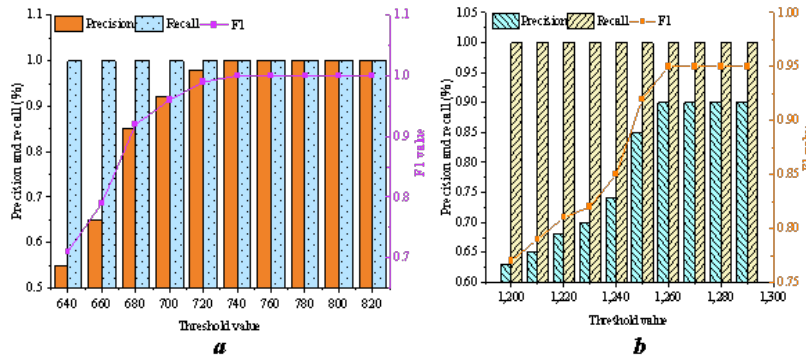 Precision Recall F1
1.1
1.0
0.9
0.8
0.7
0.6
0.5
Precision and recall (%)
1.1
1.0
0.9
0.8
0.7
F1 value
640 660 680 700 720 740 760 780 800 820
Threshold value
a
Precision Recall F1
1.05
1.00
0.95
0.90
0.85
0.80
0.75
0.70
0.65
0.60
Precision and recall (%)
1.00
0.95
0.90
0.85
0.80
0.75
F1 value
1,200 1,220 1,240 1,260 1,280 1,300
Threthold value
b